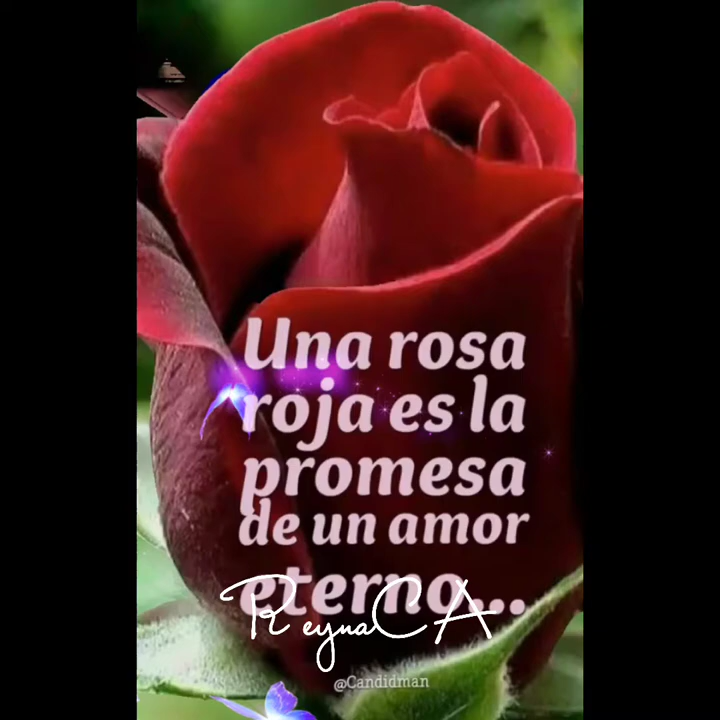 Una rosa
roja es la
promesa
de un amor
eterno...
ReynaCA
@Candidman